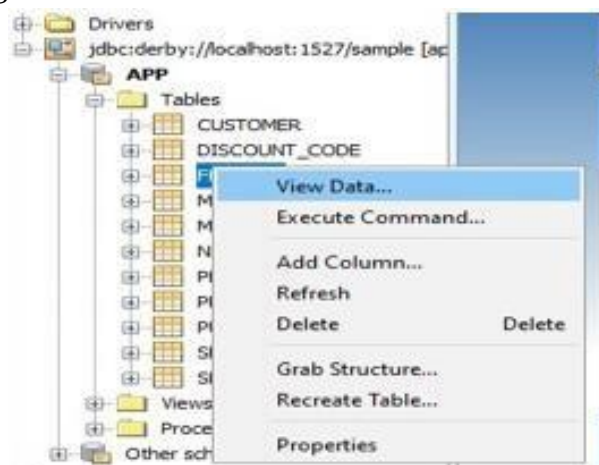 Drivers
jdbc:derby://localhost:1527/sample [ap
APP
Tables
CUSTOMER
DISCOUNT_CODE
View Data...
Execute Command...
Add Column...
Refresh
Delete Delete
Grab Structure...
Recreate Table...
Properties
Views
Proce
Other sch